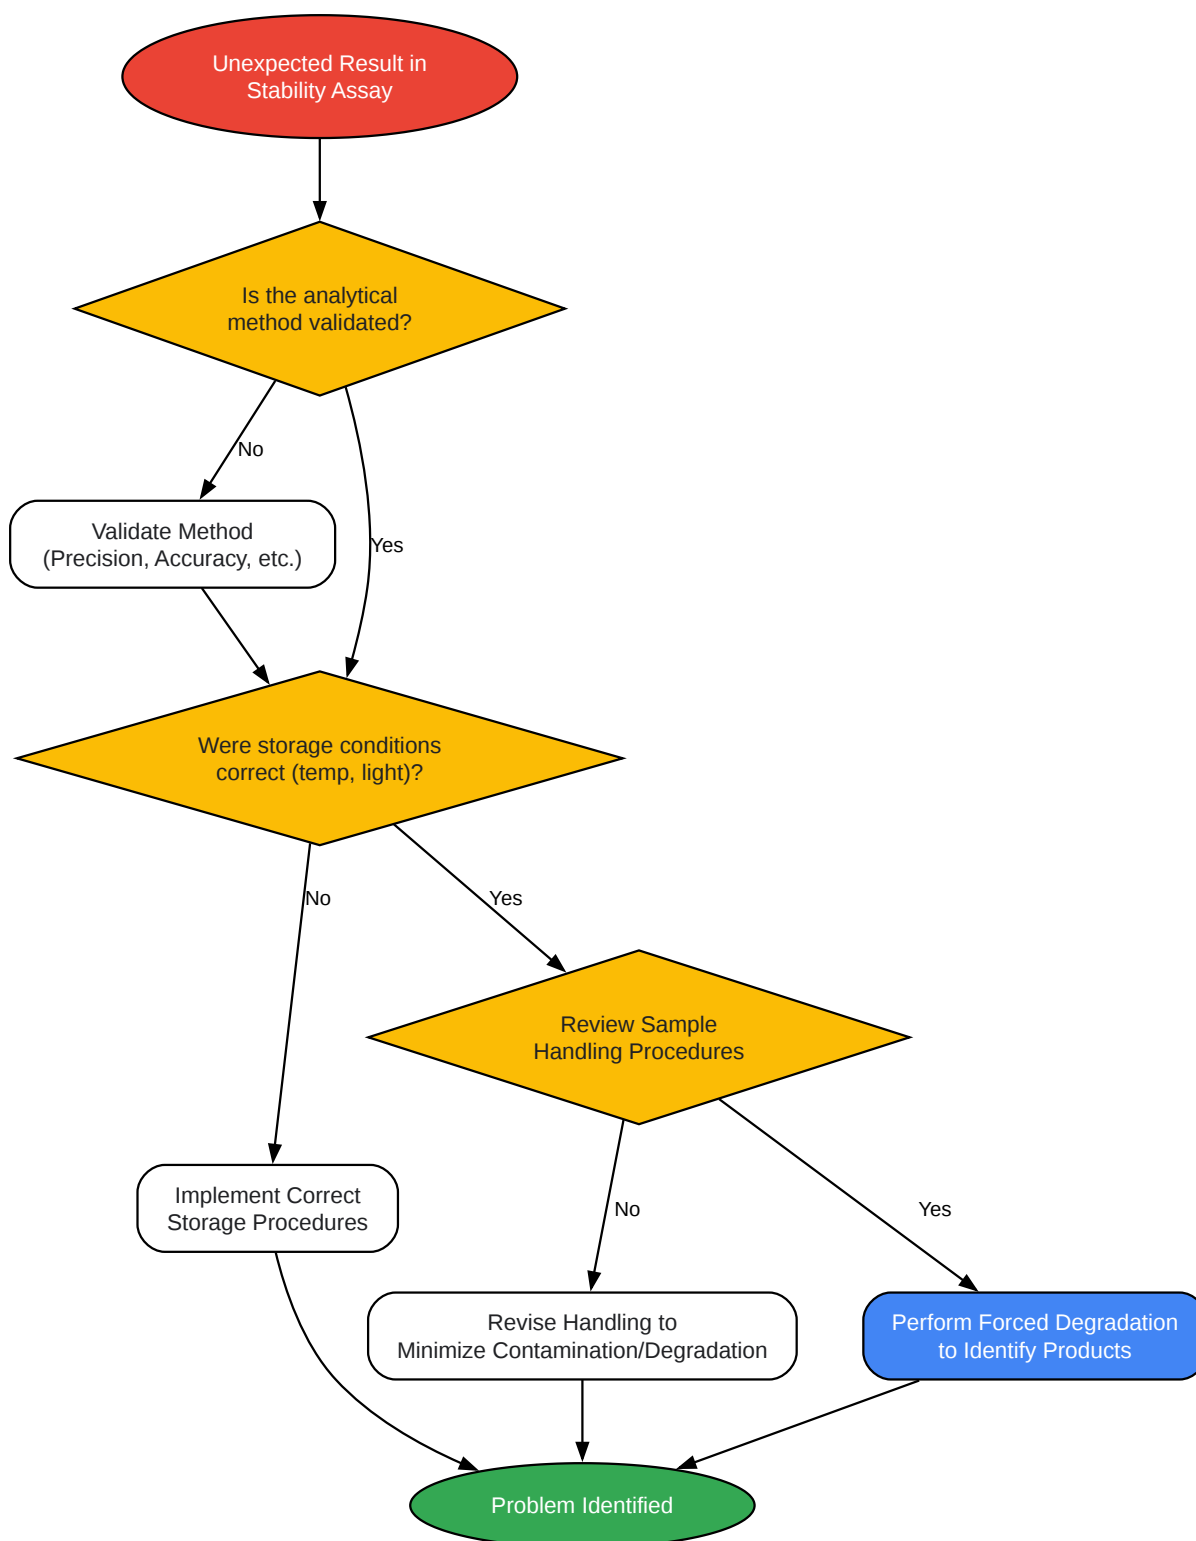 Unexpected Result in
Stability Assay
Is the analytical
method validated?
No
Yes
Validate Method
(Precision, Accuracy, etc.)
Were storage conditions
correct (temp, light)?
No
Yes
Review Sample
Handling Procedures
Implement Correct
Storage Procedures
No
Yes
Revise Handling to
Minimize Contamination/Degradation
Perform Forced Degradation
to Identify Products
Problem Identified